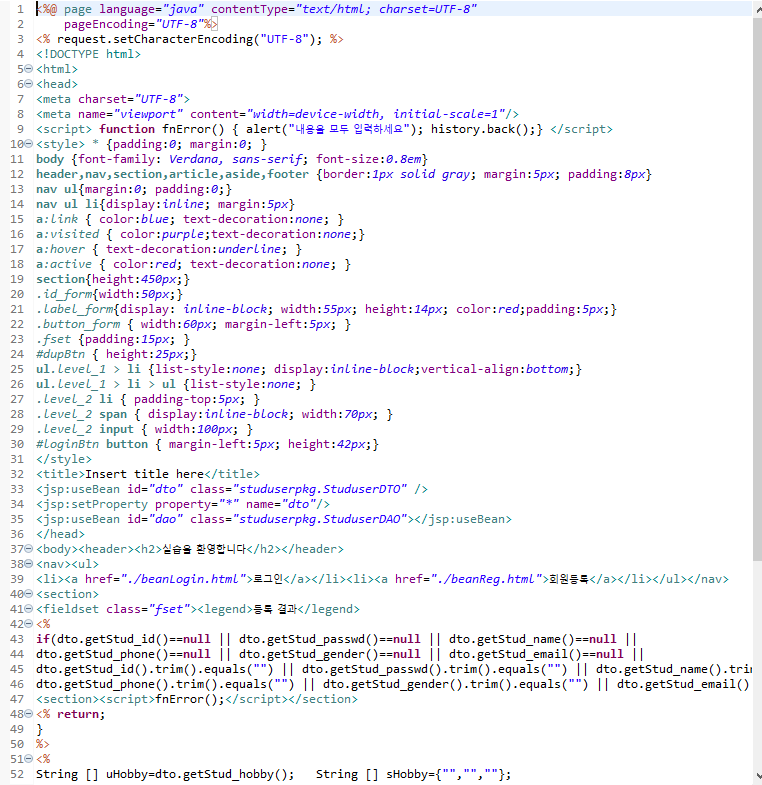 1 <%@ page language="java" contentType="text/html; charset=UTF-8"
2 pageEncoding="UTF-8"%>
3 <% request.setCharacterEncoding("UTF-8"); %>
4 <!DOCTYPE html>
5 <html>
6 <head>
7 <meta charset="UTF-8">
8 <meta name="viewport" content="width=device-width, initial-scale=1"/>
9 <script> function fnError() { alert("내용을 모두 입력하세요"); history.back();} </script>
10 <style> * {padding:0; margin:0; }
11 body {font-family: Verdana, sans-serif; font-size:0.8em}
12 header,nav,section,article,aside,footer {border:1px solid gray; margin:5px; padding:8px}
13 nav ul{margin:0; padding:0;}
14 nav ul li{display:inline; margin:5px}
15 a:link { color:blue; text-decoration:none; }
16 a:visited { color:purple;text-decoration:none;}
17 a:hover { text-decoration:underline; }
18 a:active { color:red; text-decoration:none; }
19 section{height:450px;}
20 .id_form{width:50px;}
21 .label_form{display: inline-block; width:55px; height:14px; color:red;padding:5px;}
22 .button_form { width:60px; margin-left:5px; }
23 .fset {padding:15px; }
24 #dupBtn { height:25px;}
25 ul.level_1 > li {list-style:none; display:inline-block;vertical-align:bottom;}
26 ul.level_1 > li > ul {list-style:none; }
27 .level_2 li { padding-top:5px; }
28 .level_2 span { display:inline-block; width:70px; }
29 .level_2 input { width:100px; }
30 #loginBtn button { margin-left:5px; height:42px;}
31 </style>
32 <title>Insert title here</title>
33 <jsp:useBean id="dto" class="studuserpkg.StuduserDTO" />
34 <jsp:setProperty property="*" name="dto"/>
35 <jsp:useBean id="dao" class="studuserpkg.StuduserDAO"></jsp:useBean>
36 </head>
37 <body><header><h2>실습을 환영합니다</h2></header>
38 <nav><ul>
39 <li><a href="./beanLogin.html">로그인</a></li><li><a href="./beanReg.html">회원등록</a></li></ul></nav>
40 <section>
41 <fieldset class="fset"><legend>등록 결과</legend>
42 <%
43 if(dto.getStud_id()==null || dto.getStud_passwd()==null || dto.getStud_name()==null ||
44 dto.getStud_phone()==null || dto.getStud_gender()==null || dto.getStud_email()==null ||
45 dto.getStud_id().trim().equals("") || dto.getStud_passwd().trim().equals("") || dto.getStud_name().trim
46 dto.getStud_phone().trim().equals("") || dto.getStud_gender().trim().equals("") || dto.getStud_email()
47 <section><script>fnError();</script></section>
48 <% return;
49 }
50 %>
51 <%
52 String [] uHobby=dto.getStud_hobby(); String [] sHobby={"","",""};